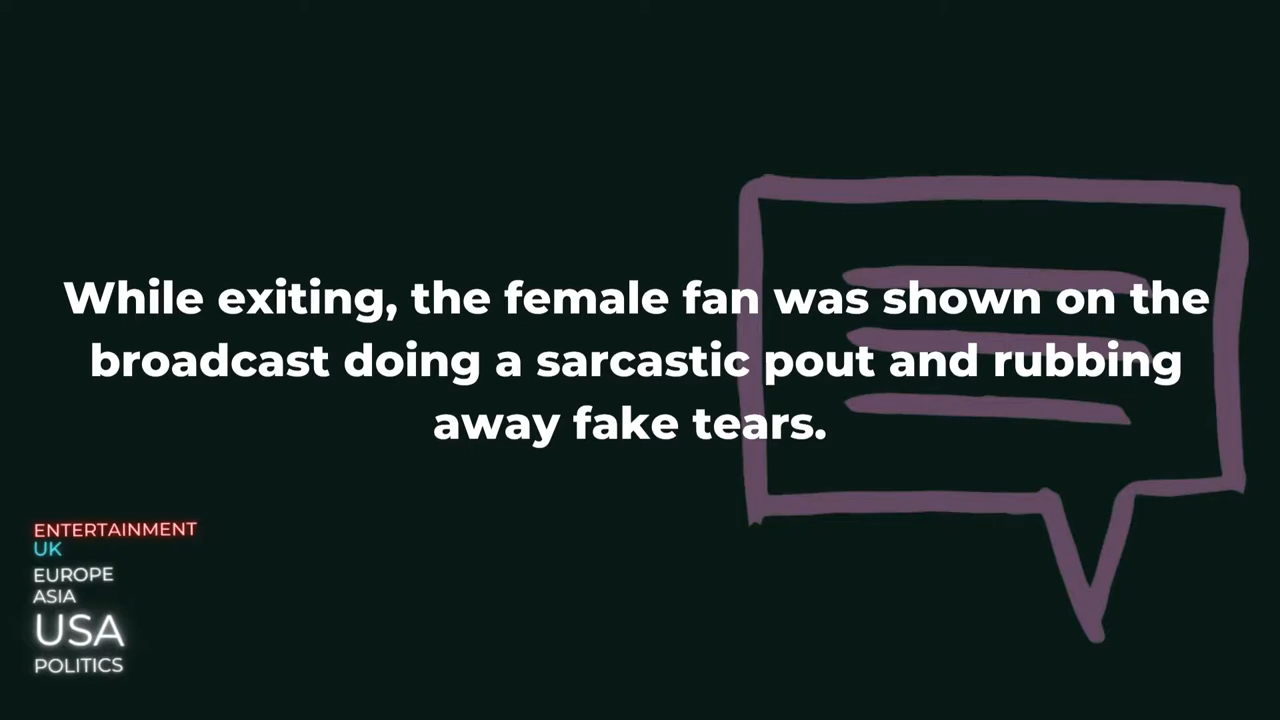 While exiting, the female fan was shown on the
broadcast doing a sarcastic pout and rubbing
away fake tears.
ENTERTAINMENT
UK
EUROPE
ASIA
USA
POLITICS